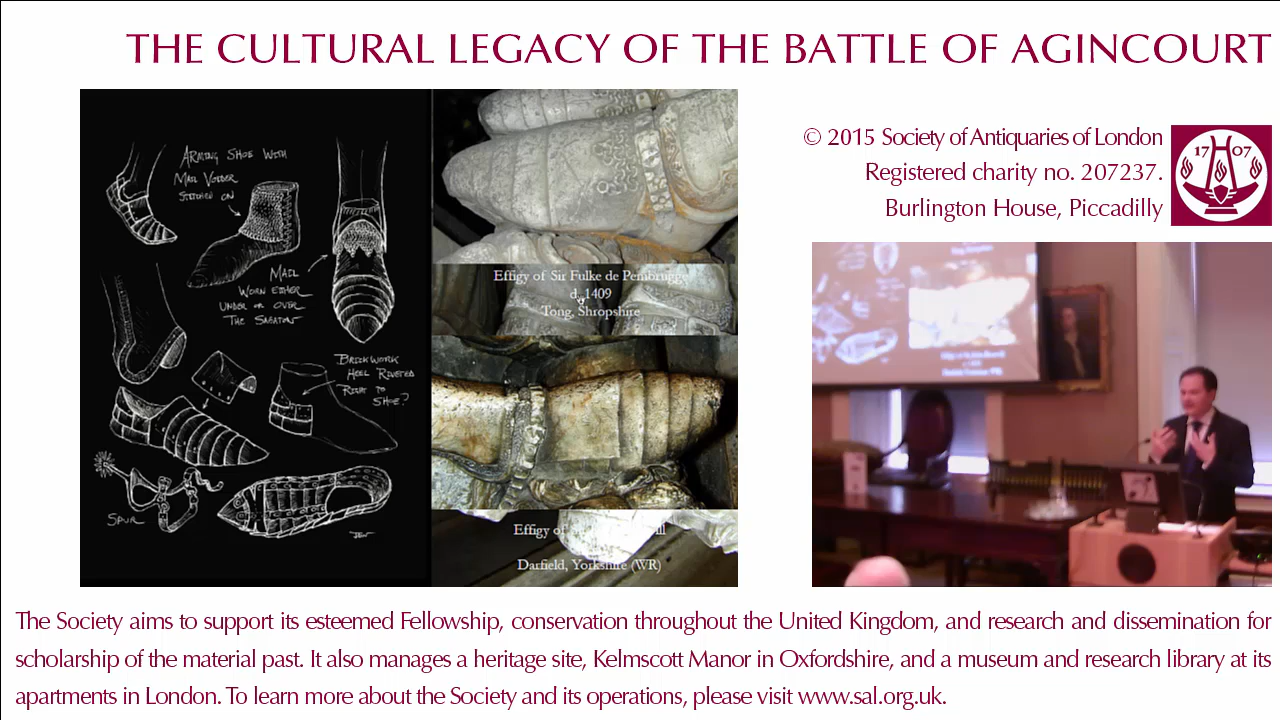 THE CULTURAL LEGACY OF THE BATTLE OF AGINCOURT
© 2015 Society of Antiquaries of London
Registered charity no. 207237.
Burlington House, Piccadilly
17 07
ARMING SHOE WITH
MAIL VOIDER
STITCHED ON
MAIL
WORN EITHER
UNDER OR OVER
THE SABATON
BRICKWORK
HEEL RIVETED
RIGHT TO
SHOE?
SPUR
Effigy of Sir Fulke de Pembrugge
d. 1409
Tong, Shropshire
Effigy of
Darfield, Yorkshire (WR)
The Society aims to support its esteemed Fellowship, conservation throughout the United Kingdom, and research and dissemination for
scholarship of the material past. It also manages a heritage site, Kelmscott Manor in Oxfordshire, and a museum and research library at its
apartments in London. To learn more about the Society and its operations, please visit www.sal.org.uk.